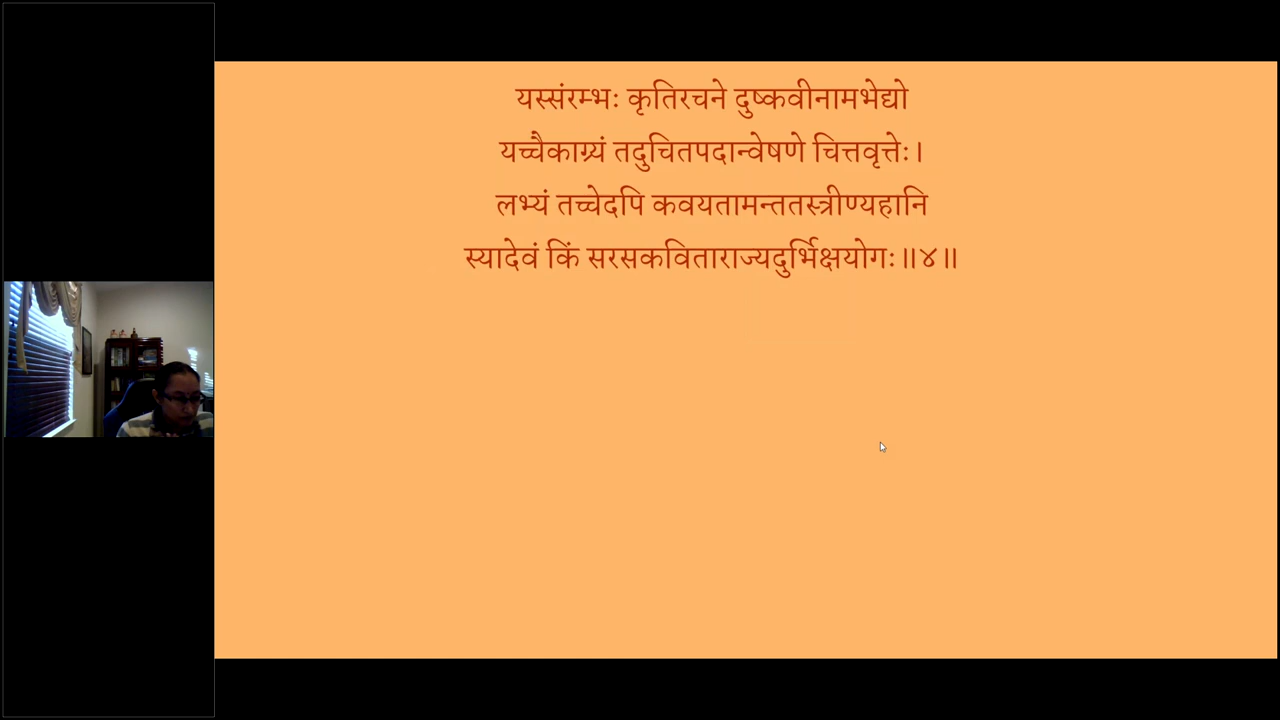 यस्संरम्भः कृतिरचने दुष्कवीनामभेद्यो
यच्चैकाग्र्यं तदुचितपदान्वेषणे चित्तवृत्तेः।
लभ्यं तच्चेदपि कवयतामन्ततस्त्रीण्यहानि
स्यादेवं किं सरसकविताराज्यदुर्भिक्षयोगः॥४॥